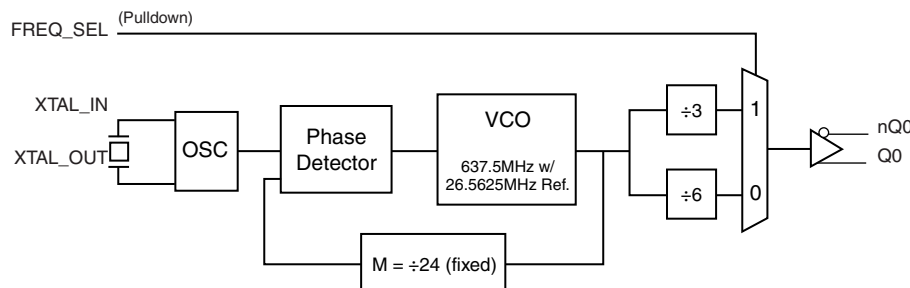 FREQ_SEL (Pulldown)
XTAL_IN
XTAL_OUT
OSC
Phase
Detector
VCO
637.5MHz w/
26.5625MHz Ref.
M = ÷24 (fixed)
÷3
÷6
1
0
nQ0
Q0